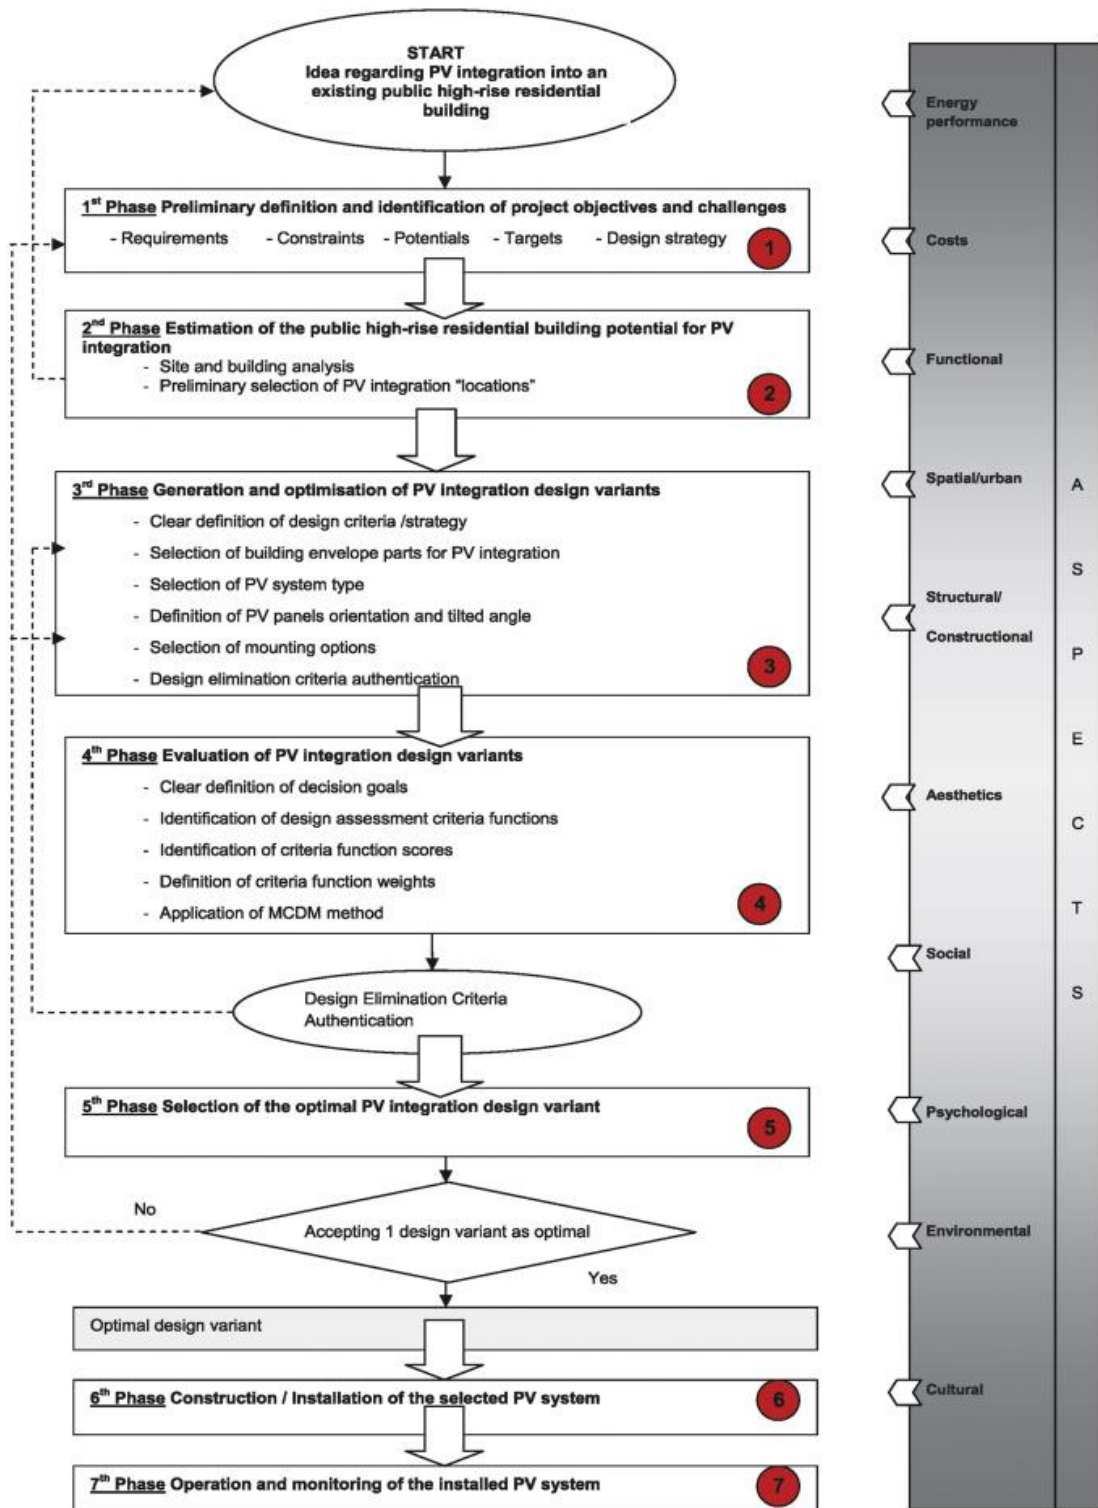 START
Idea regarding PV integration into an
existing public high-rise residential
building
1st Phase Preliminary definition and identification of project objectives and challenges
- Requirements - Constraints - Potentials - Targets - Design strategy
1
2nd Phase Estimation of the public high-rise residential building potential for PV
integration
- Site and building analysis
- Preliminary selection of PV integration “locations”
2
3rd Phase Generation and optimisation of PV integration design variants
- Clear definition of design criteria /strategy
- Selection of building envelope parts for PV integration
- Selection of PV system type
- Definition of PV panels orientation and tilted angle
- Selection of mounting options
- Design elimination criteria authentication
3
4th Phase Evaluation of PV integration design variants
- Clear definition of decision goals
- Identification of design assessment criteria functions
- Identification of criteria function scores
- Definition of criteria function weights
- Application of MCDM method
4
Design Elimination Criteria
Authentication
5th Phase Selection of the optimal PV integration design variant
5
No
Accepting 1 design variant as optimal
Yes
Optimal design variant
6th Phase Construction / Installation of the selected PV system
6
7th Phase Operation and monitoring of the installed PV system
7
Energy
performance
Costs
Functional
Spatial/urban
Structural/
Constructional
Aesthetics
Social
Psychological
Environmental
Cultural
A
S
P
E
C
T
S